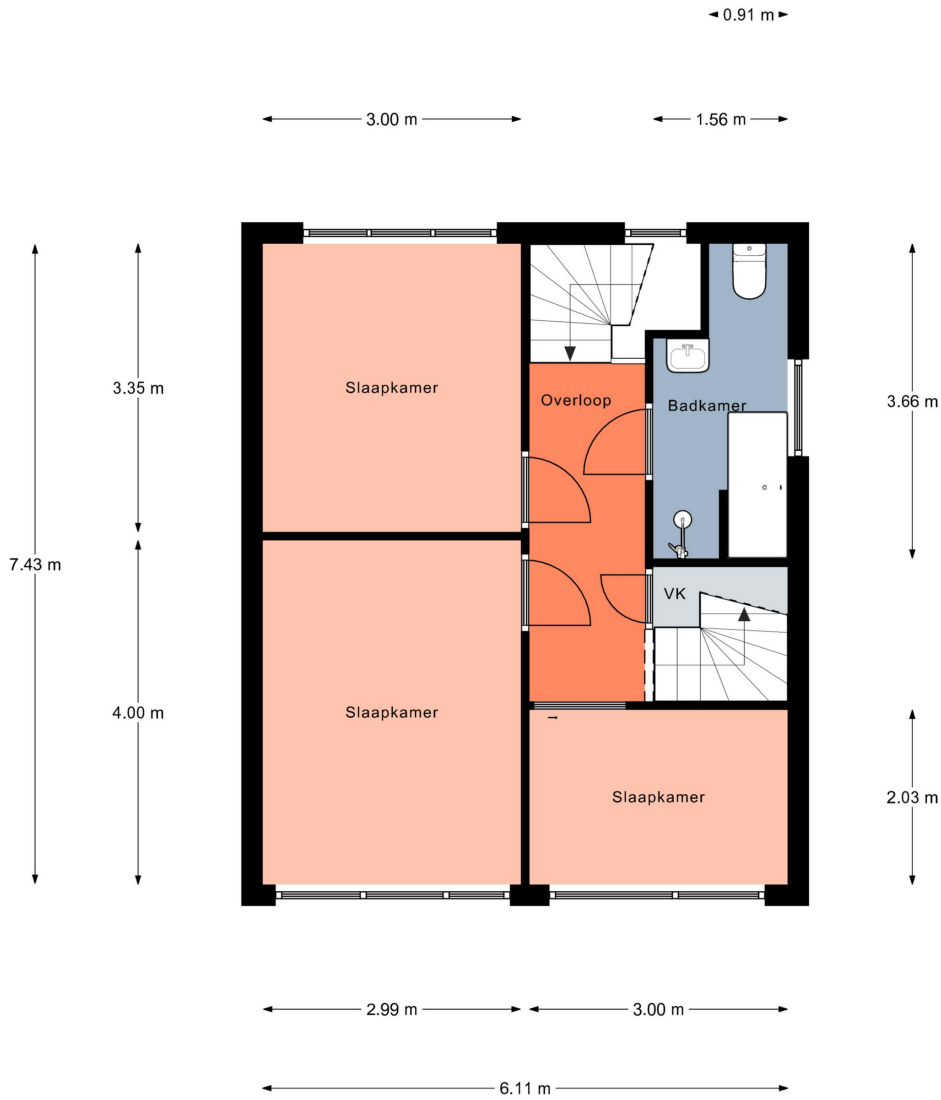 0.91 m
3.00 m
1.56 m
3.35 m
Slaapkamer
Overloop
Badkamer
3.66 m
7.43 m
VK
4.00 m
Slaapkamer
Slaapkamer
2.03 m
2.99 m
3.00 m
6.11 m